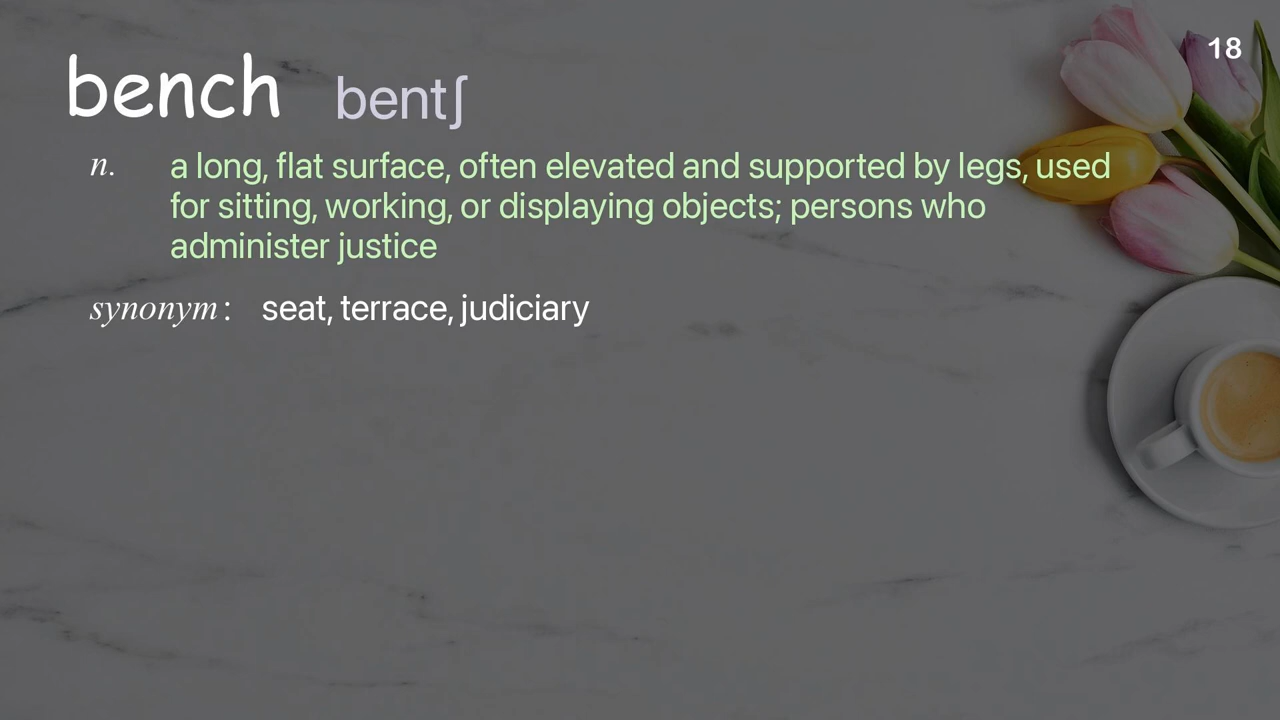 18
bench bentʃ
n. a long, flat surface, often elevated and supported by legs, used
for sitting, working, or displaying objects; persons who
administer justice
synonym: seat, terrace, judiciary